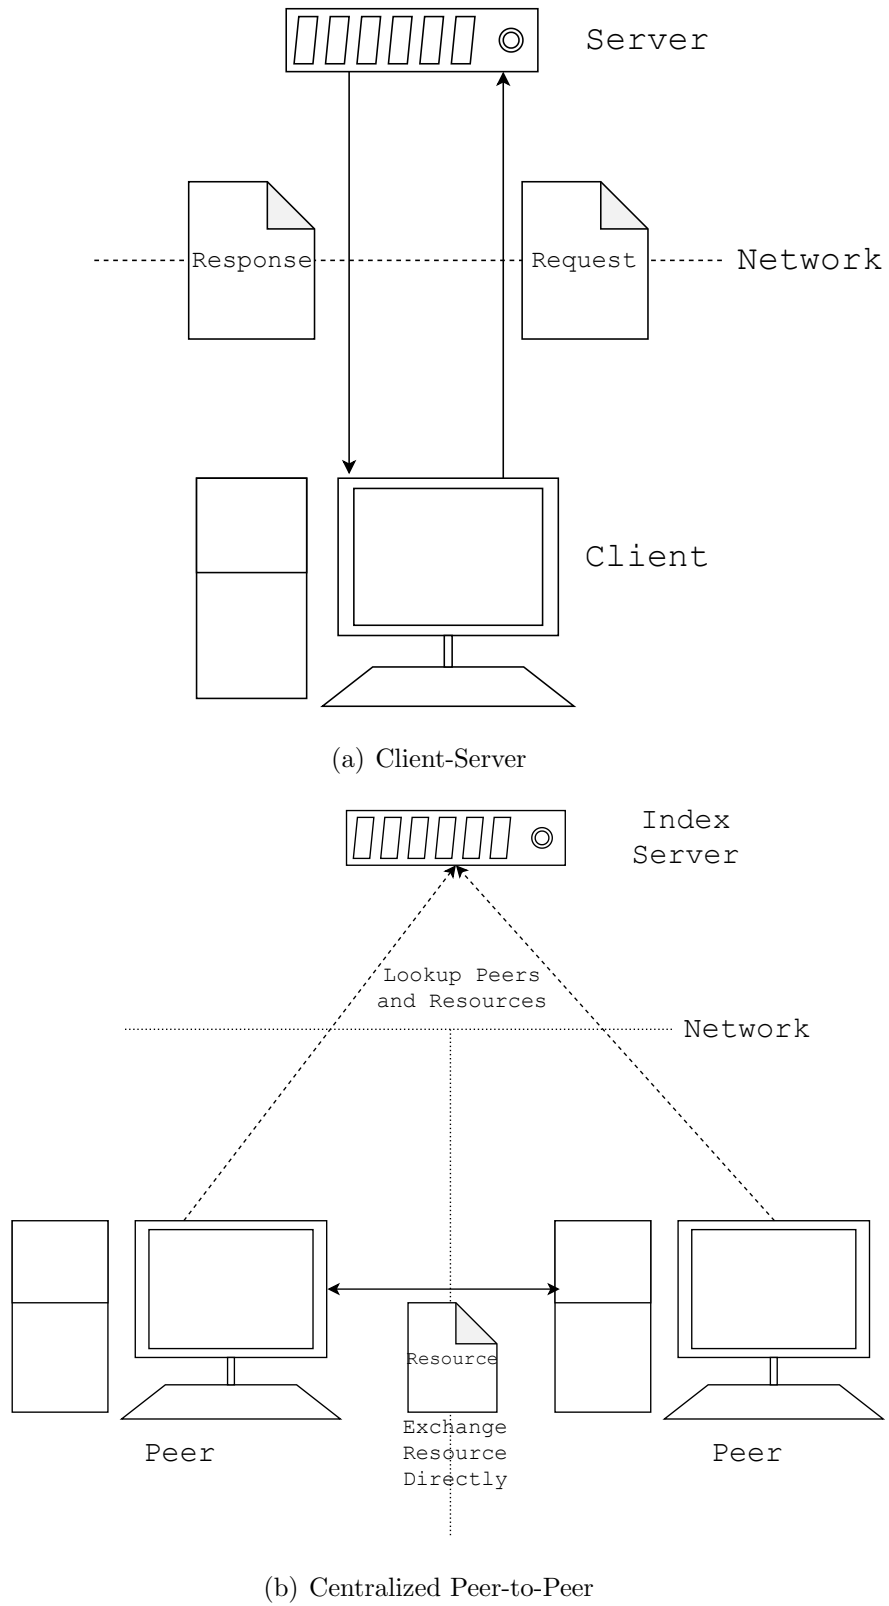 Server
Response
Request
Network
Client
(a) Client-Server
Index
Server
Lookup Peers
and Resources
Network
Resource
Exchange
Resource
Directly
Peer
Peer
(b) Centralized Peer-to-Peer